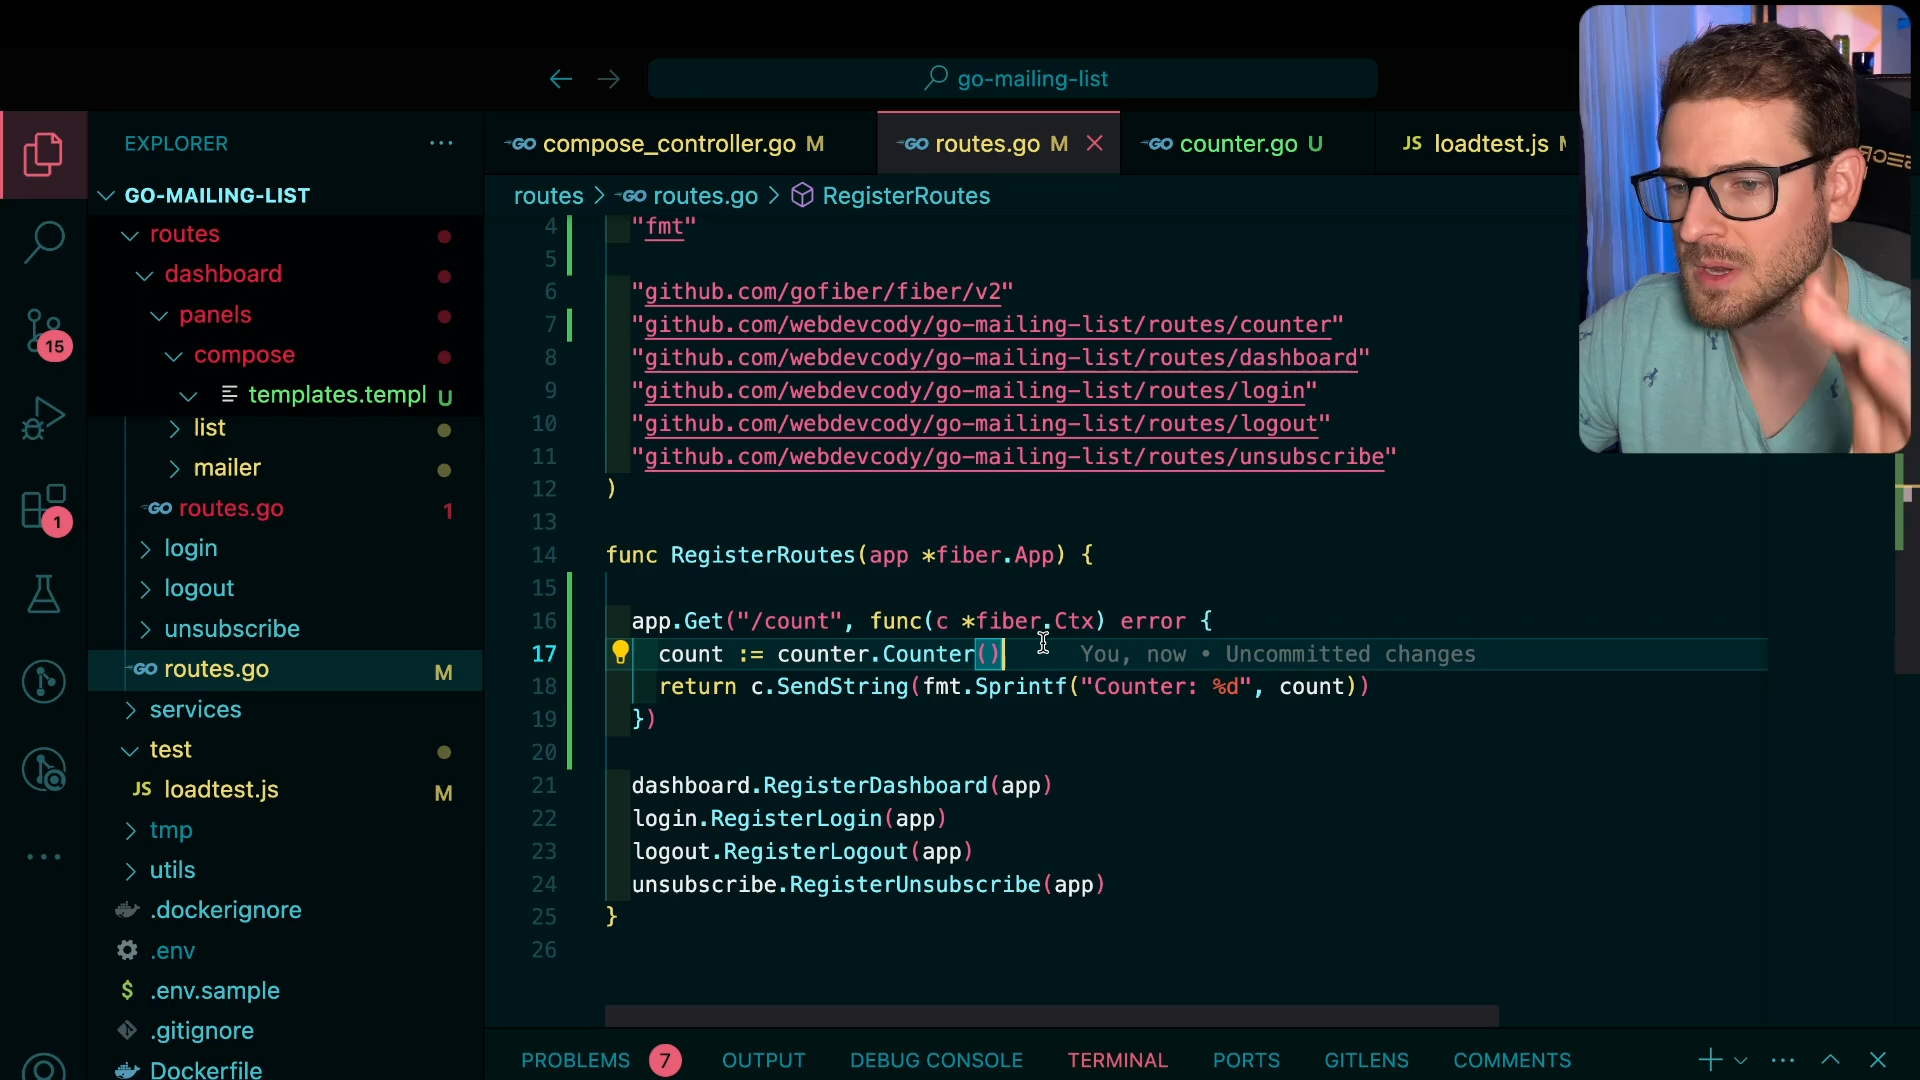 go-mailing-list
EXPLORER
GO-MAILING-LIST
routes
dashboard
panels
compose
templates.templ U
list
mailer
GO routes.go 1
login
logout
unsubscribe
GO routes.go M
services
test
JS loadtest.js M
tmp
utils
.dockerignore
.env
$ .env.sample
.gitignore
Dockerfile
15
1
GO compose_controller.go M
GO routes.go M
GO counter.go U
JS loadtest.js
routes > GO routes.go > RegisterRoutes
4 "fmt"
5
6 "github.com/gofiber/fiber/v2"
7 "github.com/webdevcody/go-mailing-list/routes/counter"
8 "github.com/webdevcody/go-mailing-list/routes/dashboard"
9 "github.com/webdevcody/go-mailing-list/routes/login"
10 "github.com/webdevcody/go-mailing-list/routes/logout"
11 "github.com/webdevcody/go-mailing-list/routes/unsubscribe"
12 )
13
14 func RegisterRoutes(app *fiber.App) {
15
16 app.Get("/count", func(c *fiber.Ctx) error {
17 count := counter.Counter() You, now • Uncommitted changes
18 return c.SendString(fmt.Sprintf("Counter: %d", count))
19 })
20
21 dashboard.RegisterDashboard(app)
22 login.RegisterLogin(app)
23 logout.RegisterLogout(app)
24 unsubscribe.RegisterUnsubscribe(app)
25 }
26
PROBLEMS 7 OUTPUT DEBUG CONSOLE TERMINAL PORTS GITLENS COMMENTS